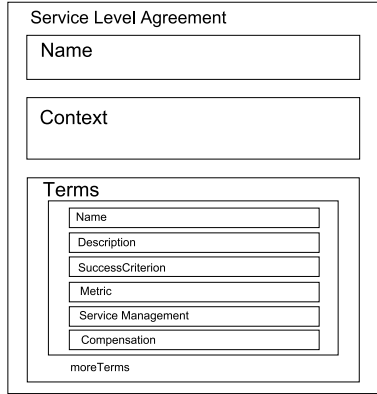 Service Level Agreement
Name
Context
Terms
Name
Description
SuccessCriterion
Metric
Service Management
Compensation
moreTerms